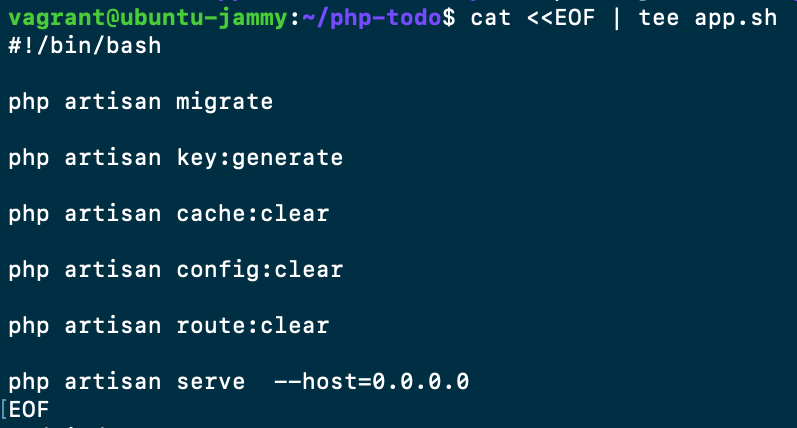 vagrant@ubuntu-jammy:~/php-todo$ cat <<EOF | tee app.sh
#!/bin/bash
php artisan migrate
php artisan key:generate
php artisan cache:clear
php artisan config:clear
php artisan route:clear
php artisan serve  --host=0.0.0.0
[EOF